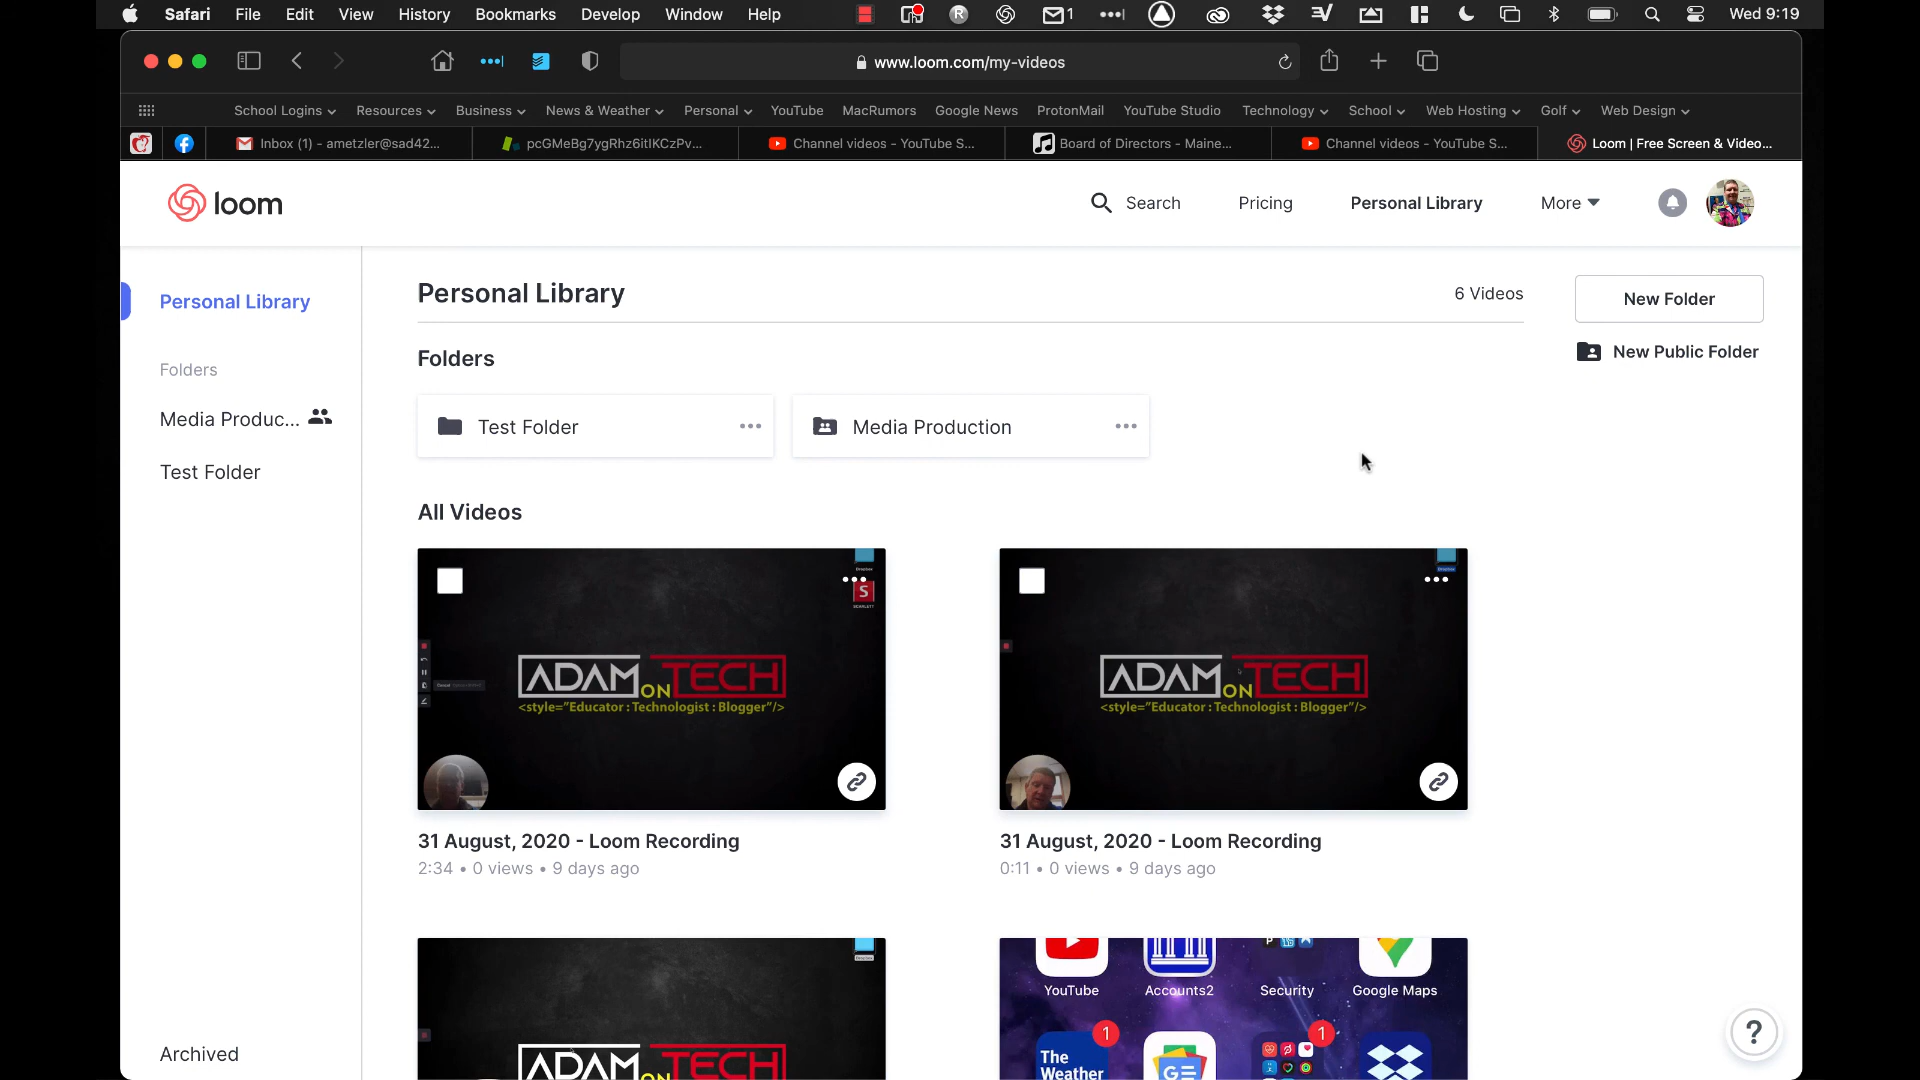 Safari File Edit View History Bookmarks Develop Window Help 1 Wed 9:19
www.loom.com/my-videos
School Logins Resources Business News & Weather Personal YouTube MacRumors Google News ProtonMail YouTube Studio Technology School Web Hosting Golf Web Design
Inbox (1) - ametzler@sad42... pcGMeBg7ygRhz6itIKCzPv... Channel videos - YouTube S... Board of Directors - Maine... Channel videos - YouTube S... Loom | Free Screen & Video...
loom Search Pricing Personal Library More
Personal Library
Folders
Media Produc...
Test Folder
Archived
Personal Library 6 Videos
New Folder
New Public Folder
Folders
Test Folder Media Production
All Videos
ADAM ON TECH
<style="Educator : Technologist : Blogger"/>
31 August, 2020 - Loom Recording
2:34 • 0 views • 9 days ago
ADAM ON TECH
<style="Educator : Technologist : Blogger"/>
31 August, 2020 - Loom Recording
0:11 • 0 views • 9 days ago
ADAM ON TECH
YouTube Accounts2 Security Google Maps
1 1
The
Weather
GE
?